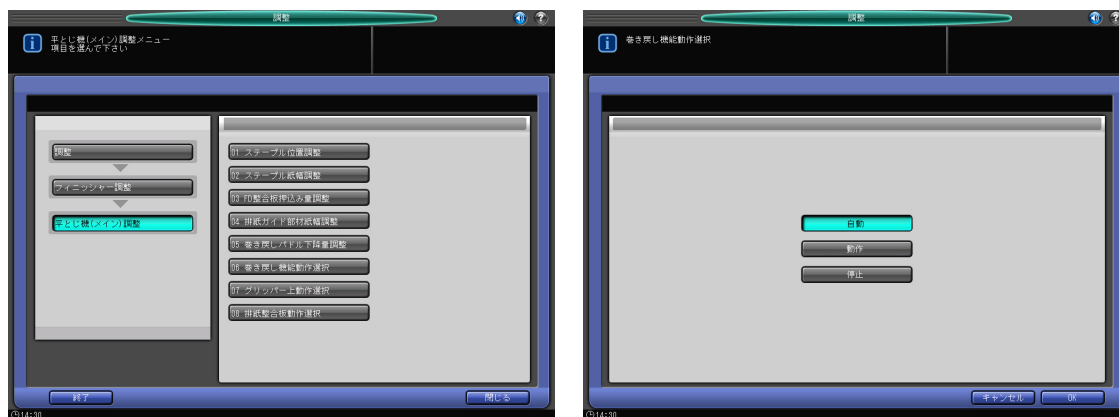 調整
平とじ機(メイン)調整メニュー
項目を選んで下さい
調整
フィニッシャー調整
平とじ機(メイン)調整
01 ステープル位置調整
02 ステープル紙幅調整
03 FD整合板押込み量調整
04 排紙ガイド部材紙幅調整
05 巻き戻しパドル下降量調整
06 巻き戻し機能動作選択
07 グリッパー上動作選択
08 排紙整合板動作選択
終了
閉じる
14:30
調整
巻き戻し機能動作選択
自動
動作
停止
キャンセル
OK
14:30